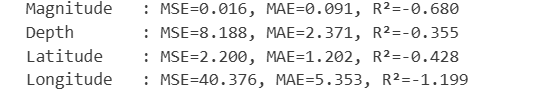 Magnitude : MSE=0.016, MAE=0.091, R²=-0.680
Depth : MSE=8.188, MAE=2.371, R²=-0.355
Latitude : MSE=2.200, MAE=1.202, R²=-0.428
Longitude : MSE=40.376, MAE=5.353, R²=-1.199